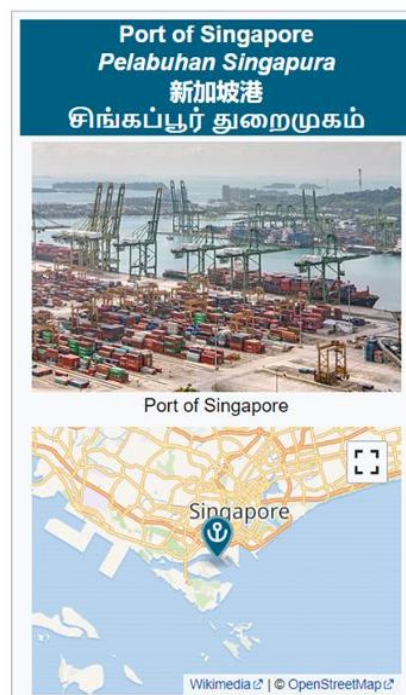 Port of Singapore
Pelabuhan Singapura
新加坡港
சிங்கப்பூர் துறைமுகம்
Port of Singapore
Singapore
Wikimedia | © OpenStreetMap